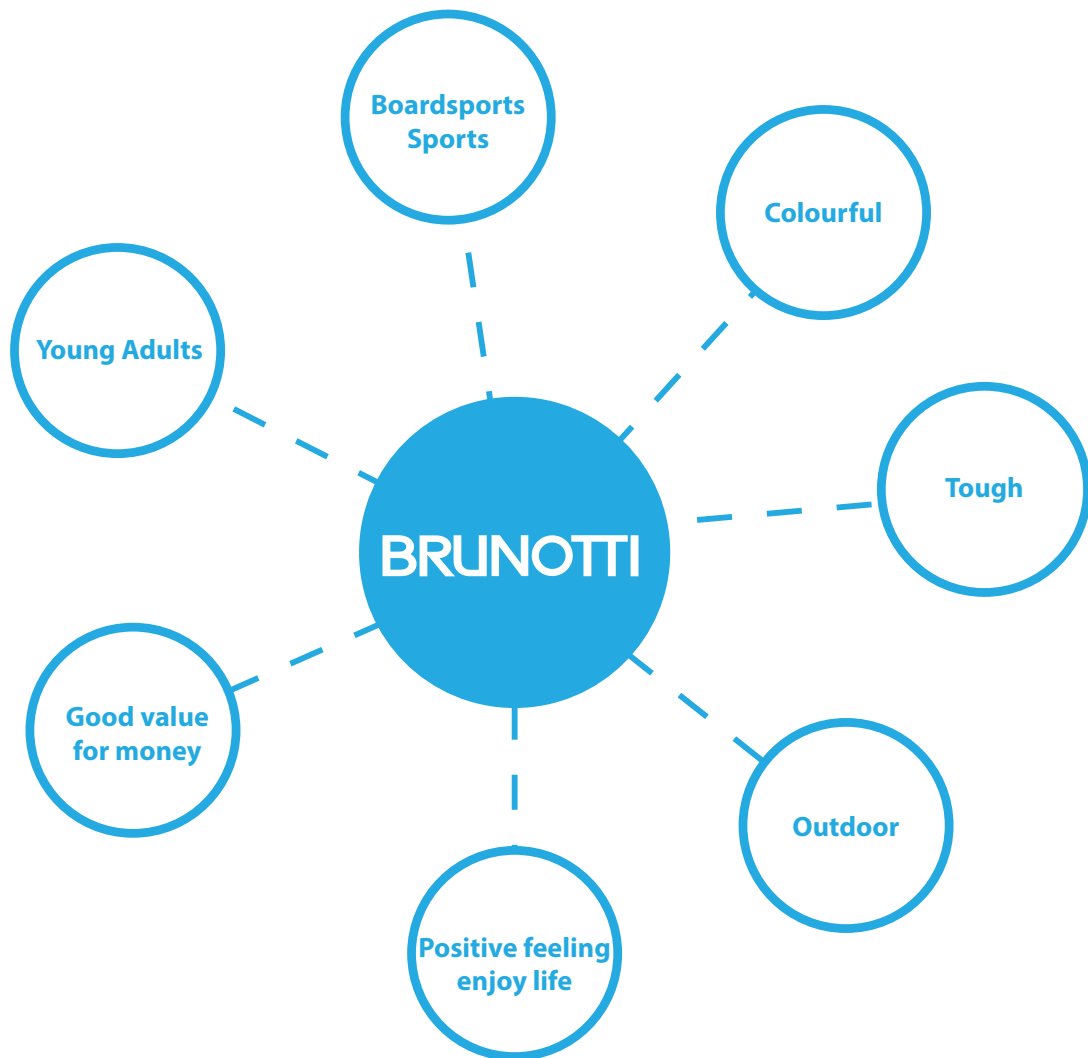 Boardsports
Sports
Colourful
Young Adults
Tough
BRUNOTTI
Good value
for money
Outdoor
Positive feeling
enjoy life